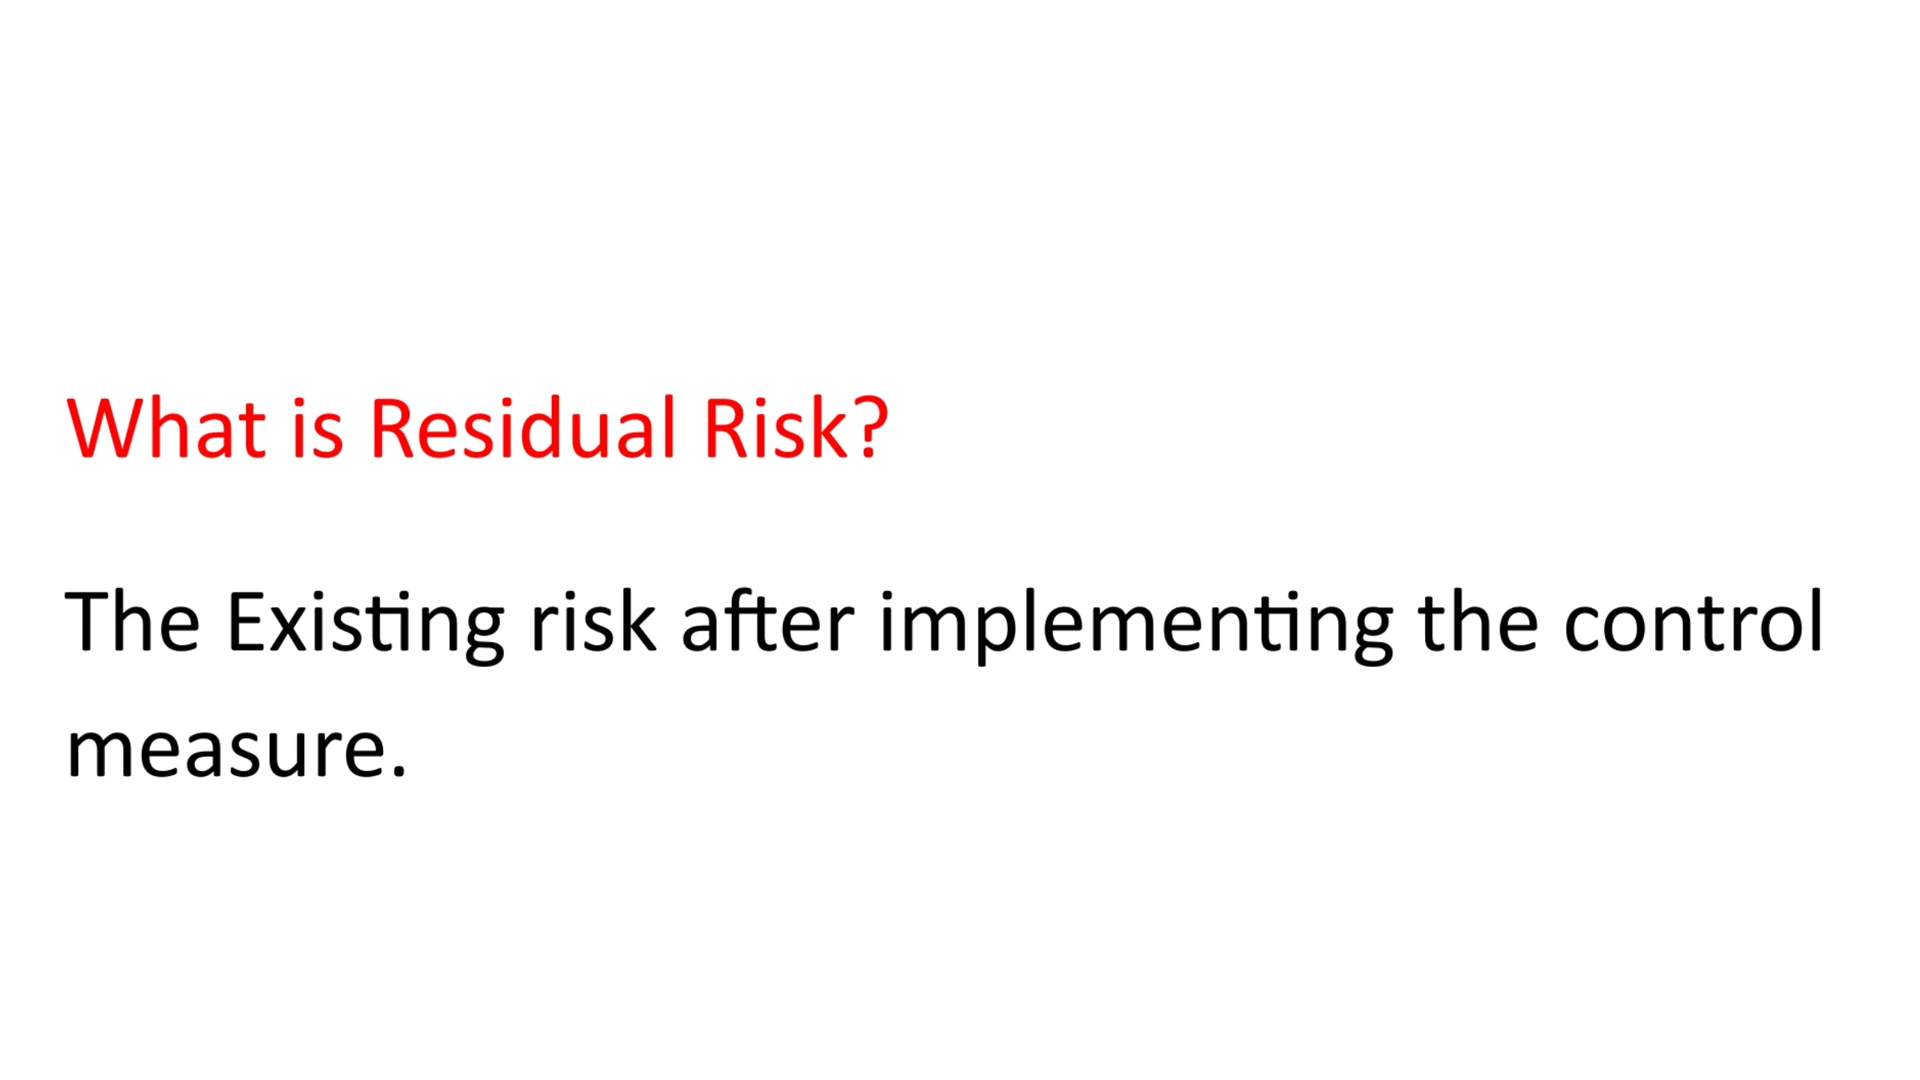 What is Residual Risk?
The Existing risk after implementing the control
measure.